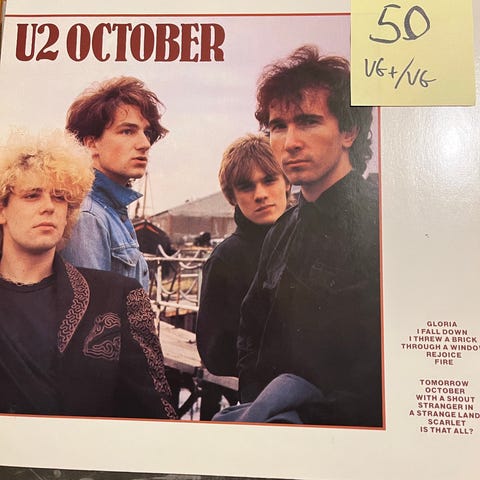 U2 OCTOBER
50
VG+/VG
GLORIA
I FALL DOWN
I THREW A BRICK
THROUGH A WINDOW
REJOICE
FIRE
TOMORROW
OCTOBER
WITH A SHOUT
STRANGER IN
A STRANGE LAND
SCARLET
IS THAT ALL?